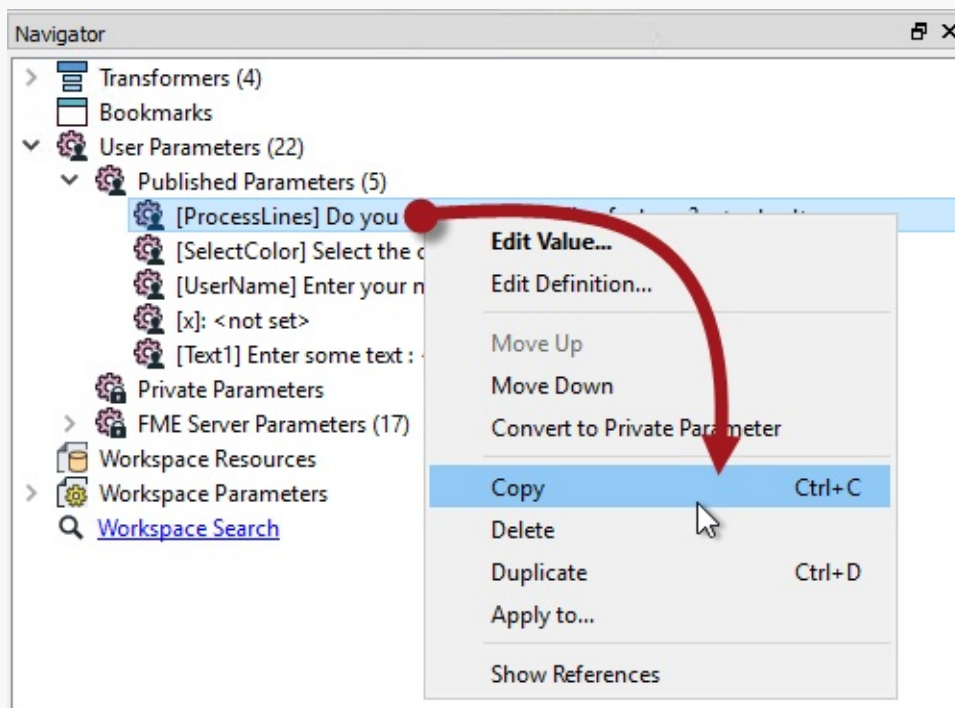 Navigator
Transformers (4)
Bookmarks
User Parameters (22)
Published Parameters (5)
[ProcessLines] Do you
[SelectColor] Select the
[UserName] Enter your
[x]: <not set>
[Text1] Enter some text :
Private Parameters
FME Server Parameters (17)
Workspace Resources
Workspace Parameters
Workspace Search
Edit Value...
Edit Definition...
Move Up
Move Down
Convert to Private Parameter
Copy Ctrl+C
Delete
Duplicate Ctrl+D
Apply to...
Show References